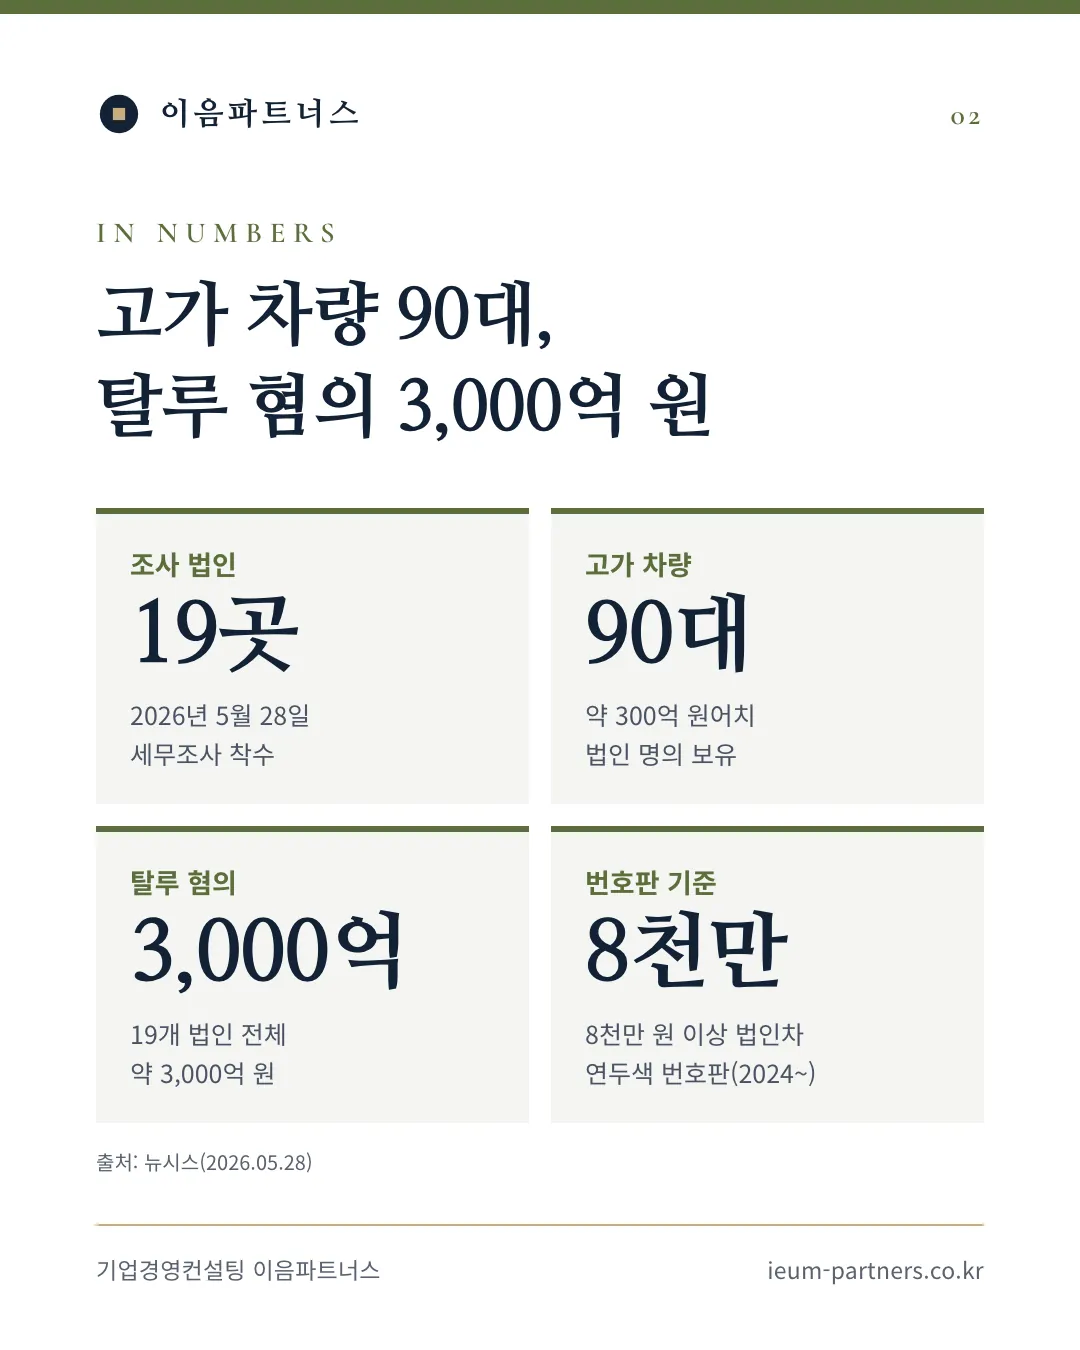 이음파트너스
02
IN NUMBERS
고가 차량 90대,
탈루 혐의 3,000억 원
조사 법인
19곳
2026년 5월 28일
세무조사 착수
고가 차량
90대
약 300억 원어치
법인 명의 보유
탈루 혐의
3,000억
19개 법인 전체
약 3,000억 원
번호판 기준
8천만
8천만 원 이상 법인차
연두색 번호판(2024~)
출처: 뉴시스(2026.05.28)
기업경영컨설팅 이음파트너스
ieum-partners.co.kr